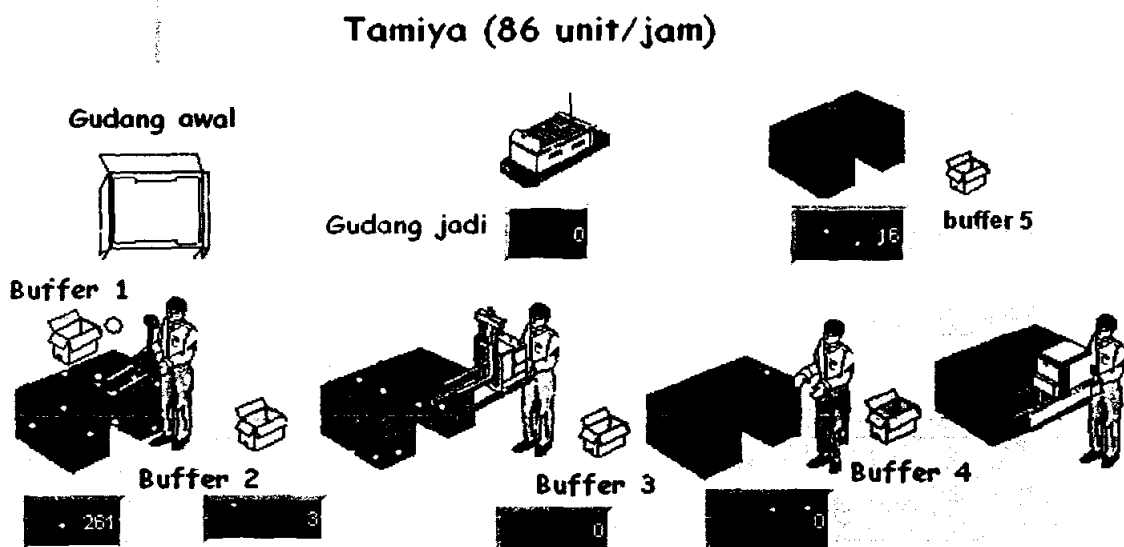 Tamiya (86 unit/jam)
Gudang awal
Gudang jadi
0
16
buffer 5
Buffer 1
Buffer 2
Buffer 3
Buffer 4
261
3
0
0